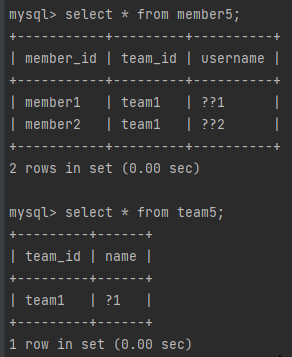 mysql> select * from member5;
+-----------+---------+----------+
| member_id | team_id | username |
+-----------+---------+----------+
| member1   | team1   | ??1      |
| member2   | team1   | ??2      |
+-----------+---------+----------+
2 rows in set (0.00 sec)

mysql> select * from team5;
+---------+------+
| team_id | name |
+---------+------+
| team1   | ?1   |
+---------+------+
1 row in set (0.00 sec)